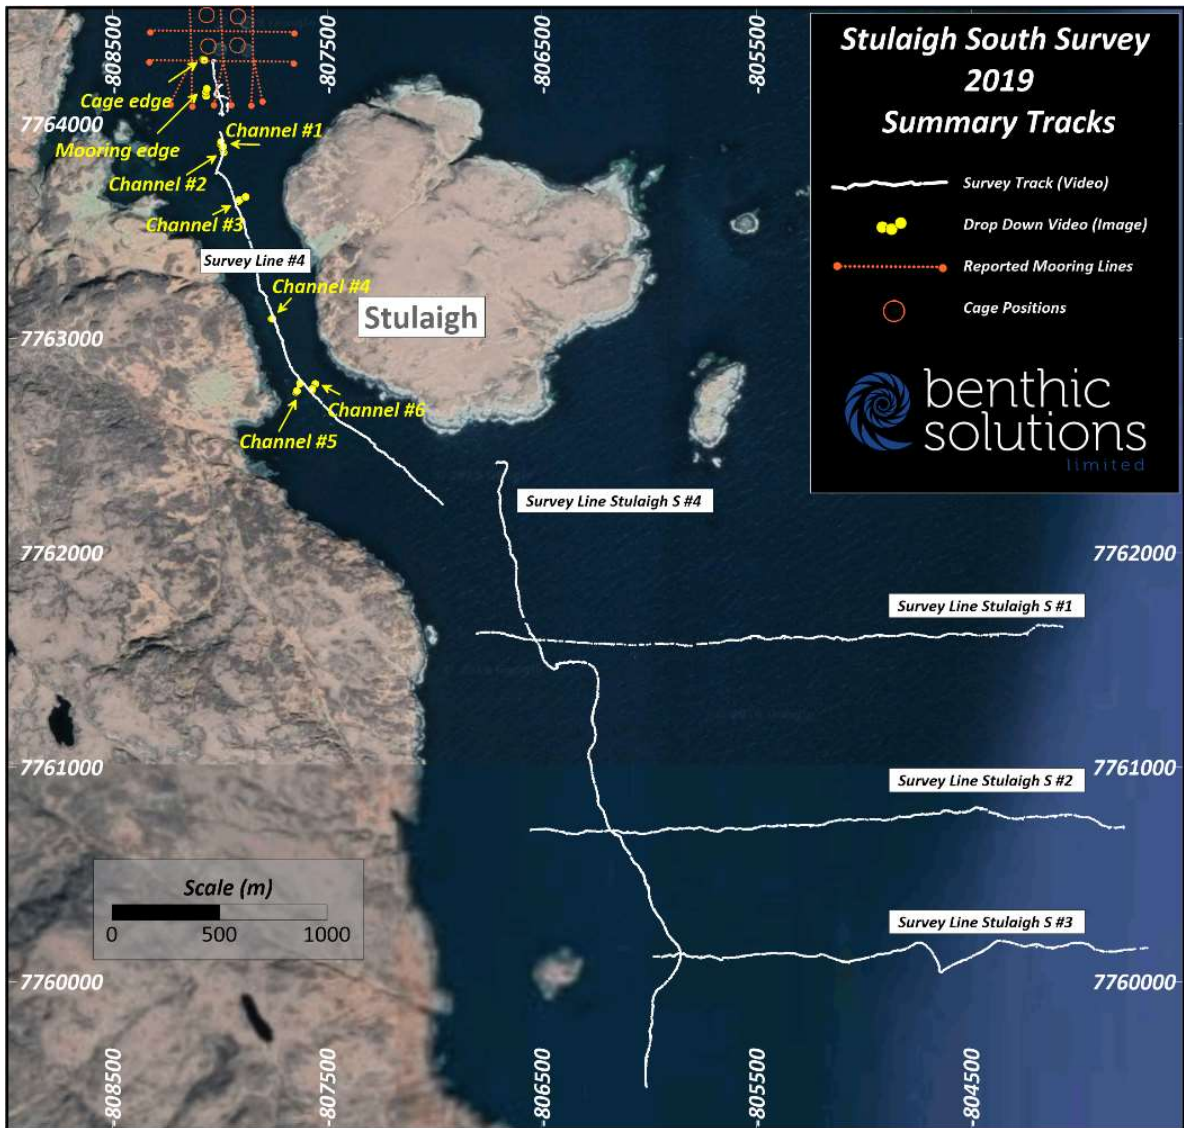 -808500
-807500
-806500
-805500
Stulaigh South Survey
2019
Summary Tracks
Survey Track (Video)
Drop Down Video (Image)
Reported Mooring Lines
Cage Positions
benthic
solutions
limited
Cage edge
7764000
Mooring edge
Channel #1
Channel #2
Channel #3
Survey Line #4
Channel #4
Stulaigh
7763000
Channel #6
Channel #5
Survey Line Stulaigh S #4
7762000
7762000
Survey Line Stulaigh S #1
7761000
7761000
Survey Line Stulaigh S #2
Scale (m)
0 500 1000
Survey Line Stulaigh S #3
7760000
7760000
-808500
-807500
-806500
-805500
-804500